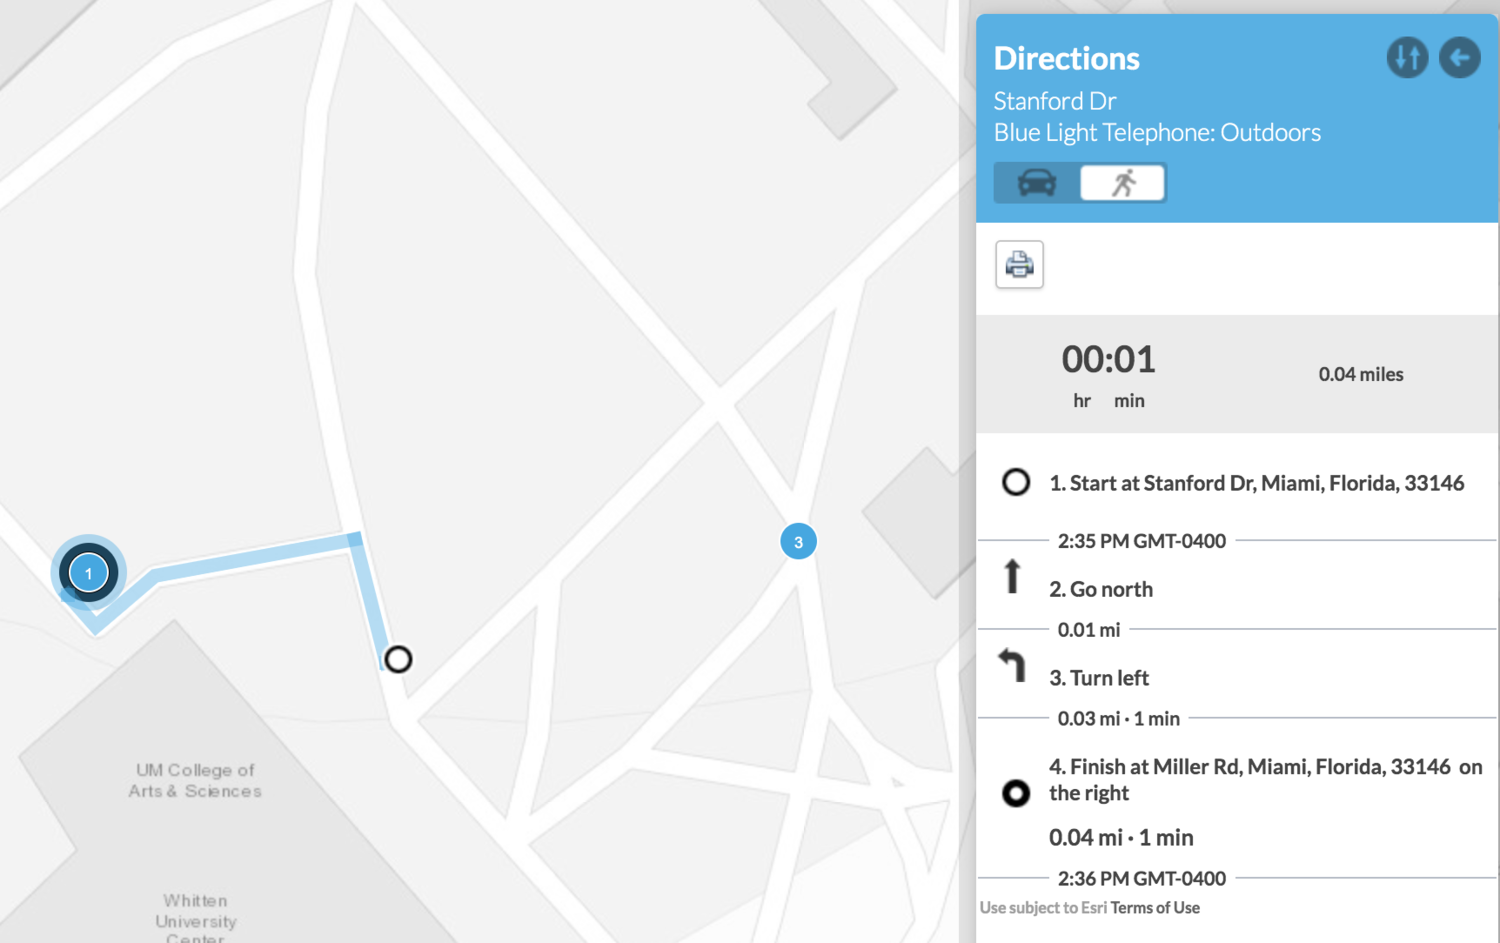 1
3
UM College of
Arts & Sciences
Whitten
University
Center
Directions
Stanford Dr
Blue Light Telephone: Outdoors
00:01
hr min
0.04 miles
1. Start at Stanford Dr, Miami, Florida, 33146
2:35 PM GMT-0400
2. Go north
0.01 mi
3. Turn left
0.03 mi · 1 min
4. Finish at Miller Rd, Miami, Florida, 33146 on
the right
0.04 mi · 1 min
2:36 PM GMT-0400
Use subject to Esri Terms of Use